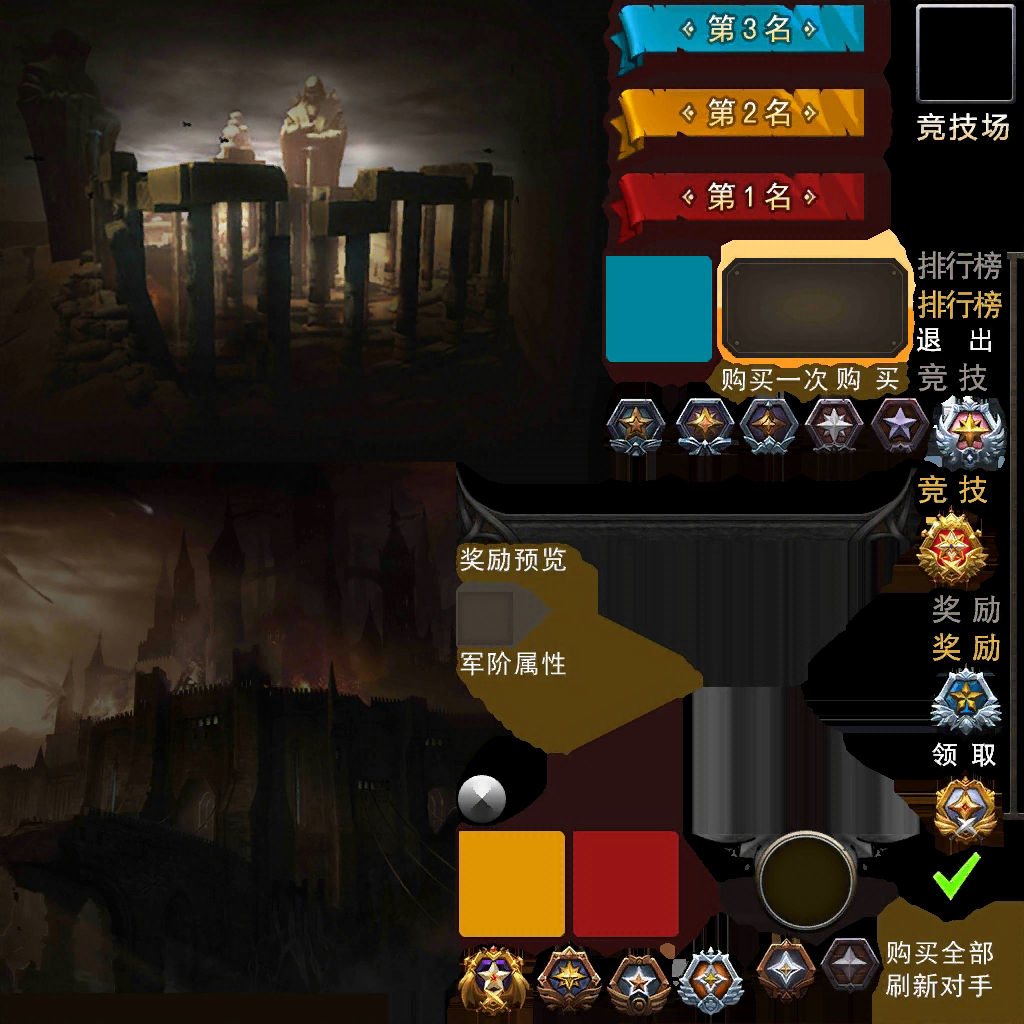 第3名
第2名
第1名
竞技场
排行榜
排行榜
退 出
购买一次
购 买
竞 技
竞 技
奖励预览
军阶属性
奖 励
奖 励
领 取
购买全部
刷新对手